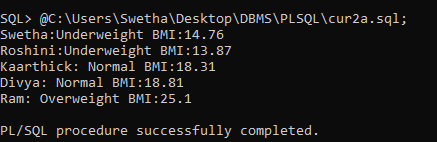 SQL> @C:\Users\Swetha\Desktop\DBMS\PLSQL\cur2a.sql;
Swetha:Underweight BMI:14.76
Roshini:Underweight BMI:13.87
Kaarthick: Normal BMI:18.31
Divya: Normal BMI:18.81
Ram: Overweight BMI:25.1
PL/SQL procedure successfully completed.